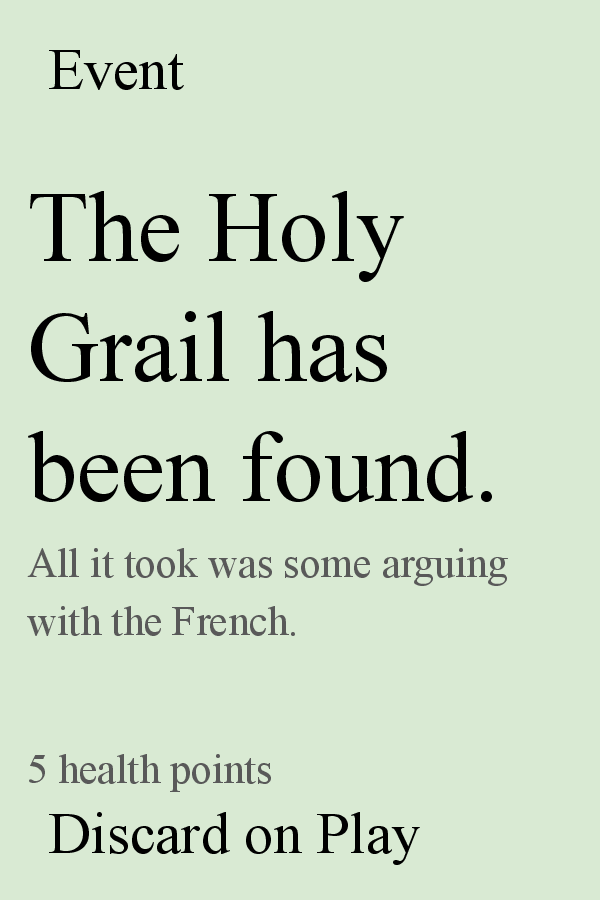 Event
The Holy
Grail has
been found.
All it took was some arguing
with the French.
5 health points
Discard on Play